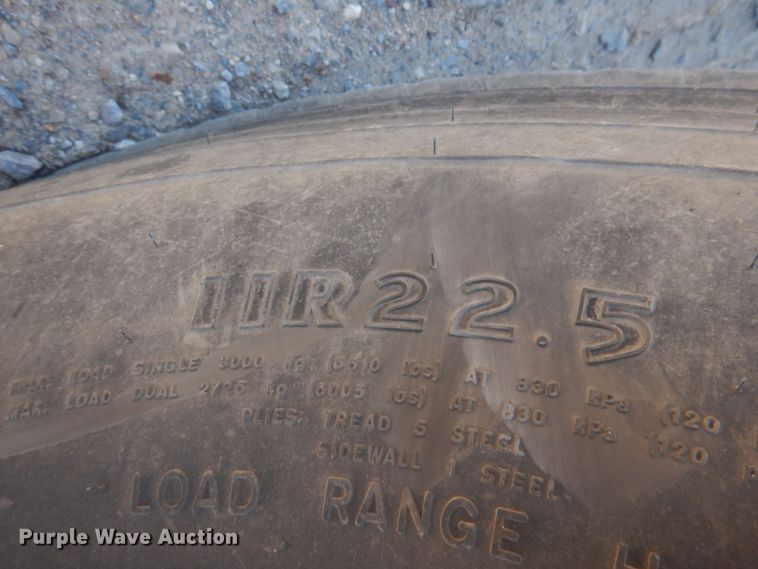 11R22.5
MAX. LOAD SINGLE 3000 kg (6610 lbs) AT 830 kPa (120
MAX. LOAD DUAL 2725 kg (6005 lbs) AT 830 kPa (120
PLIES: TREAD 5 STEEL
SIDEWALL 1 STEEL
LOAD RANGE H
Purple Wave Auction